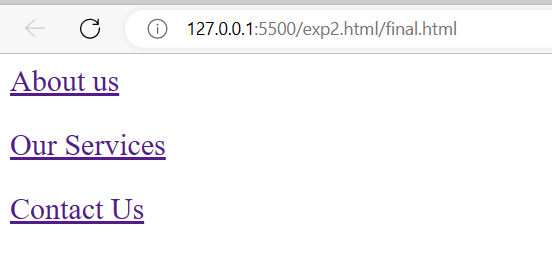 127.0.0.1:5500/exp2.html/final.html
About us
Our Services
Contact Us